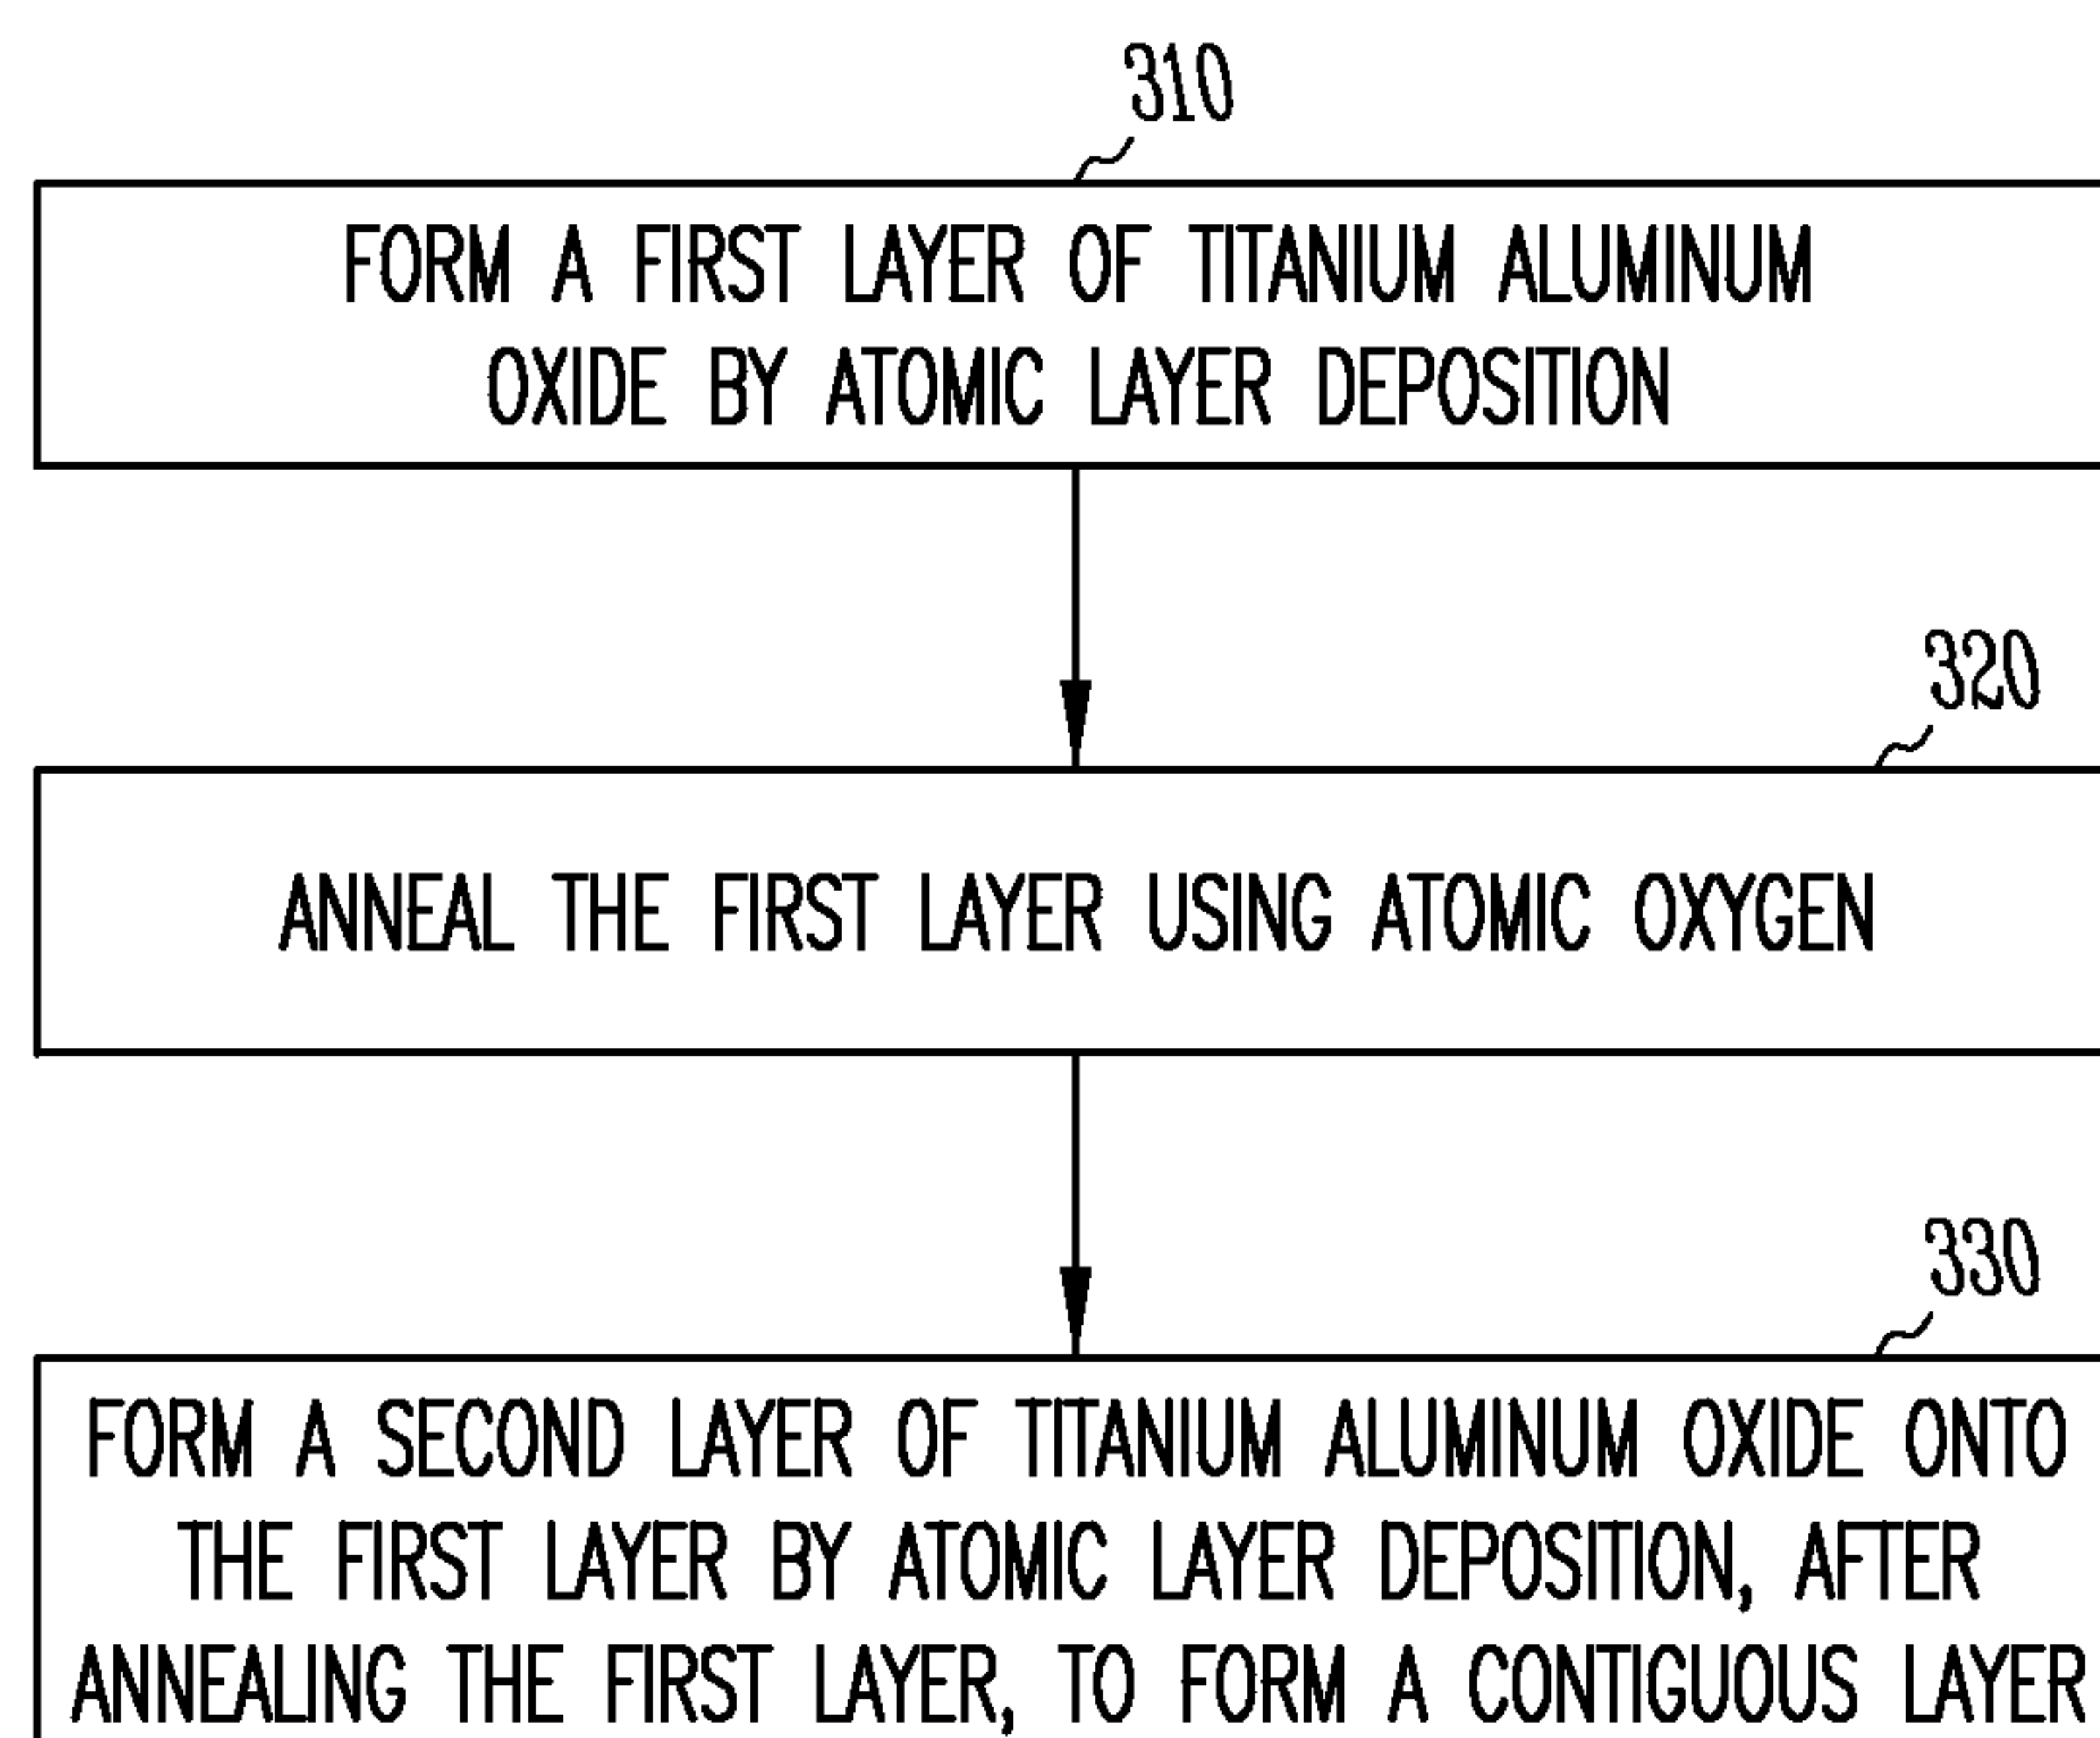 310
FORM A FIRST LAYER OF TITANIUM ALUMINUM
OXIDE BY ATOMIC LAYER DEPOSITION
320
ANNEAL THE FIRST LAYER USING ATOMIC OXYGEN
330
FORM A SECOND LAYER OF TITANIUM ALUMINUM OXIDE ONTO
THE FIRST LAYER BY ATOMIC LAYER DEPOSITION, AFTER
ANNEALING THE FIRST LAYER, TO FORM A CONTIGUOUS LAYER